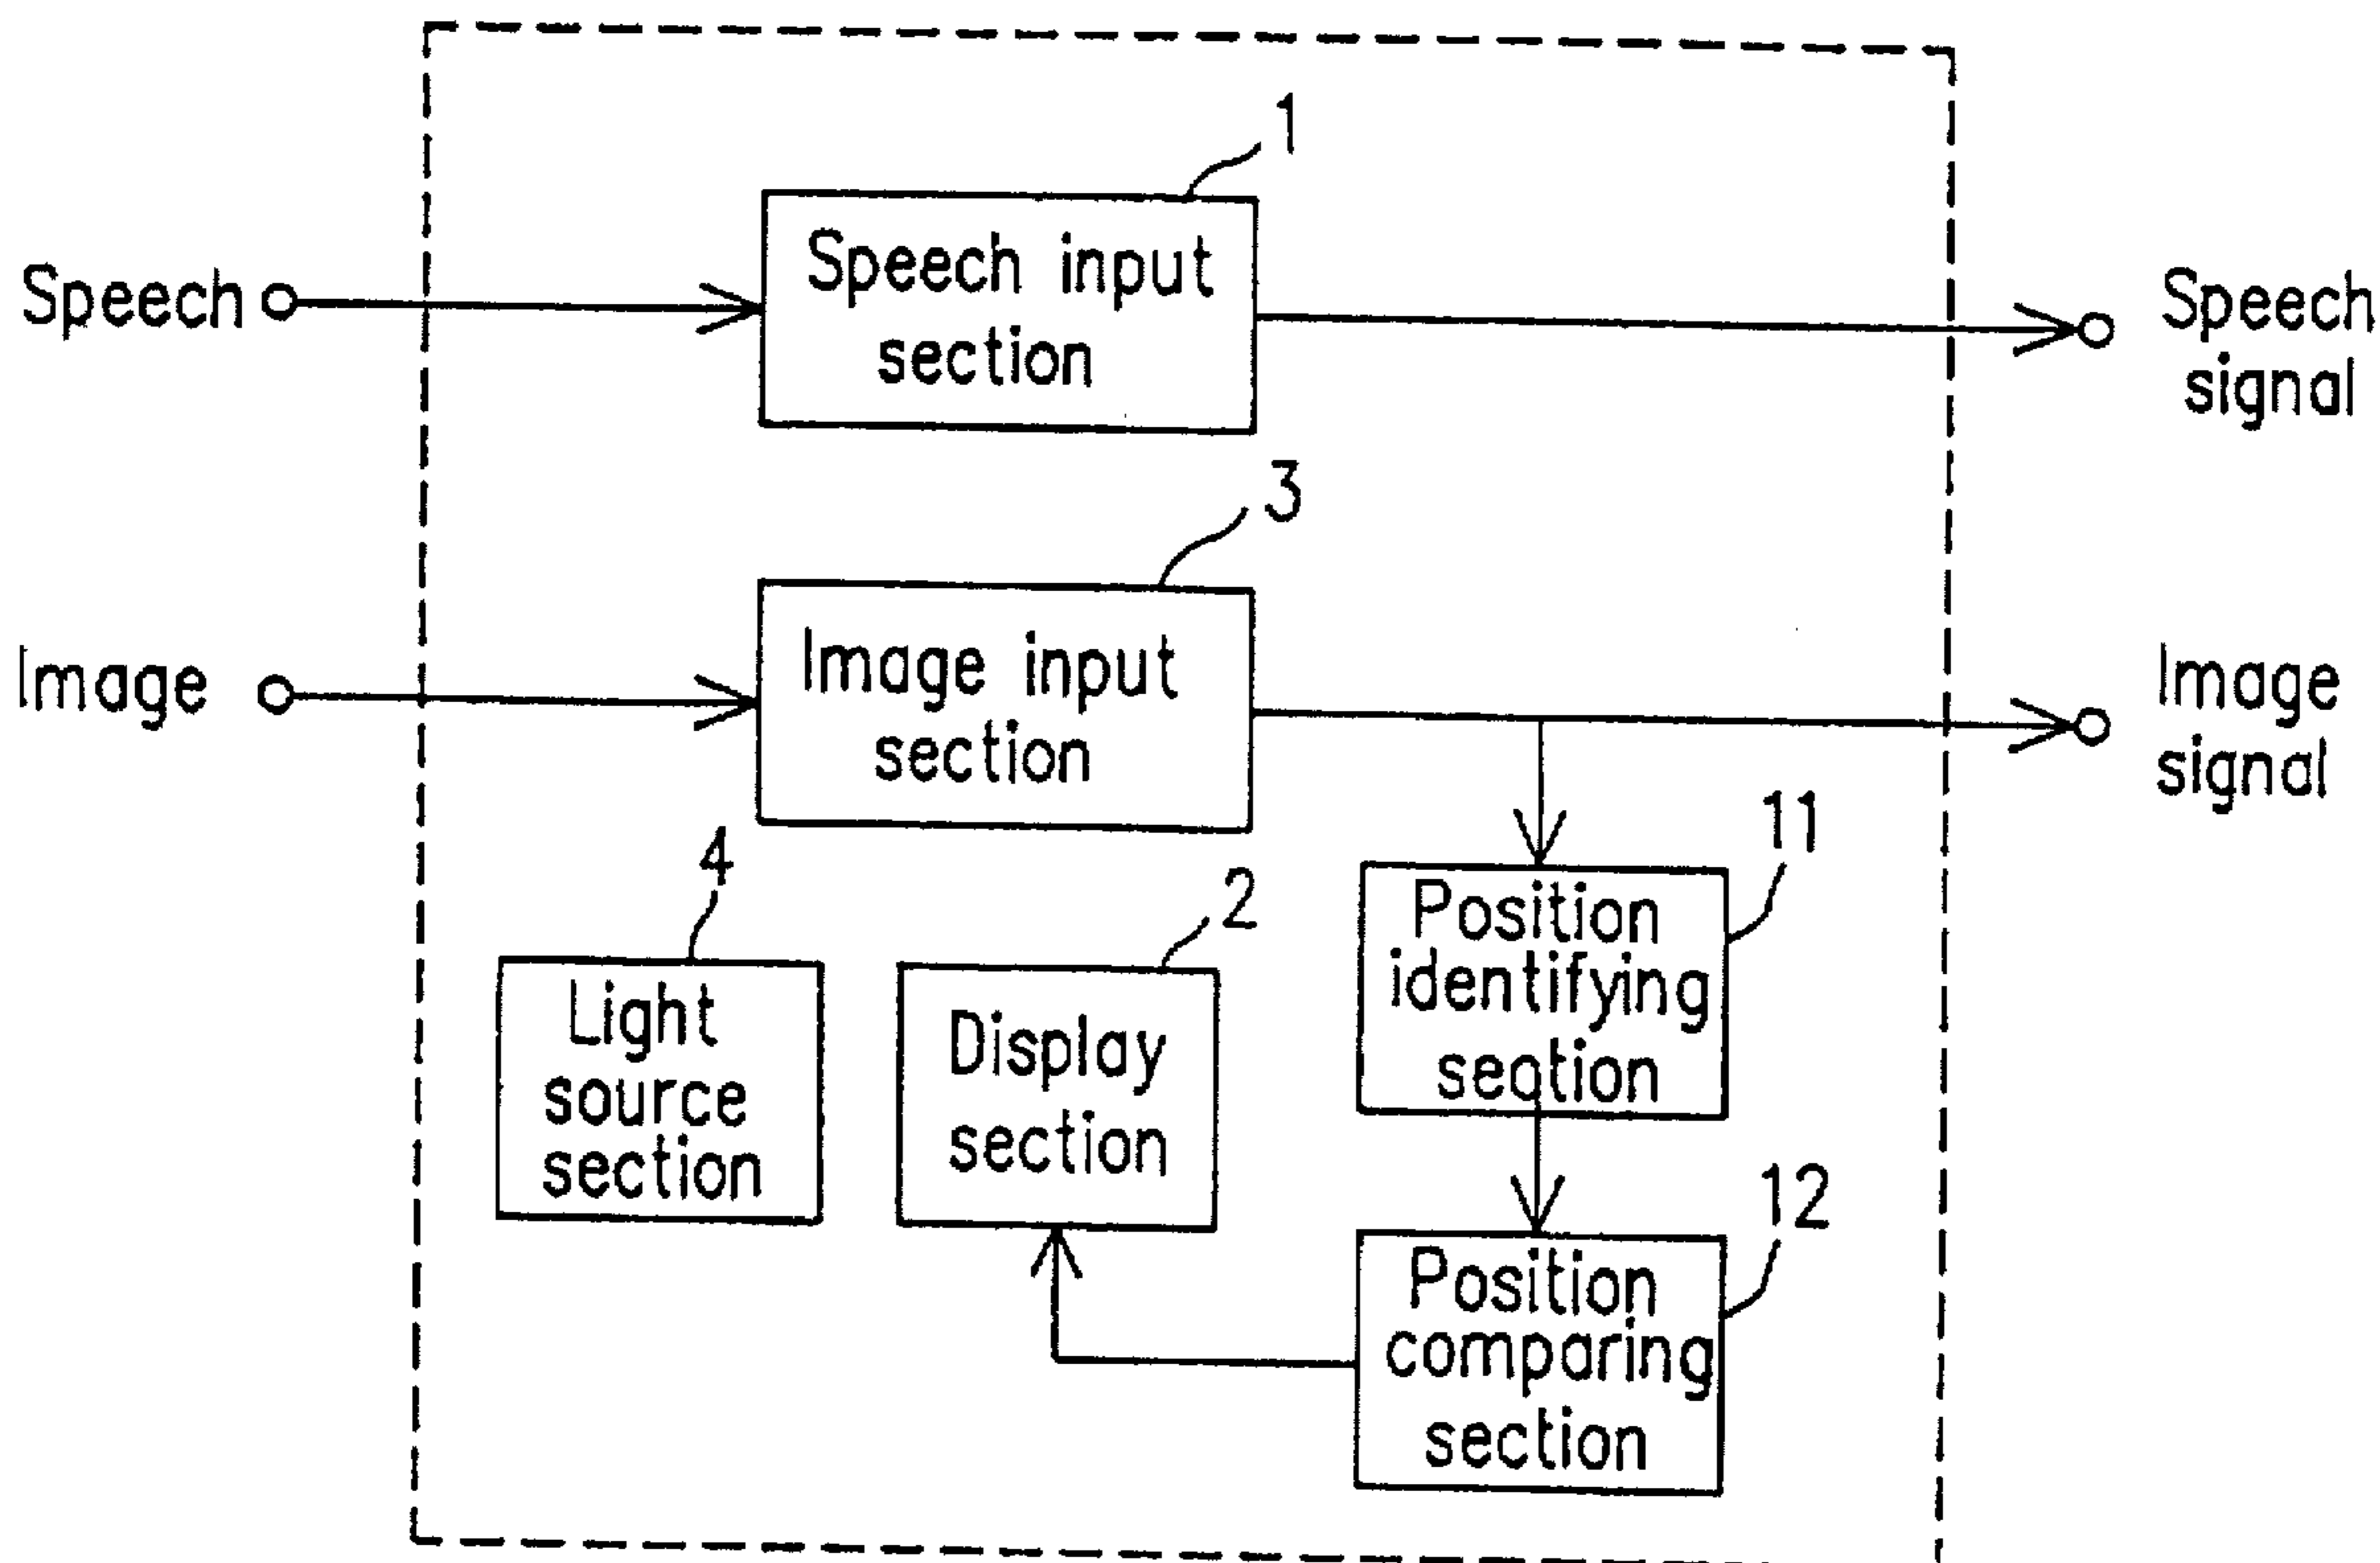 1
Speech
Speech input
section
Speech
signal
3
Image
Image input
section
Image
signal
11
4
2
Position
identifying
section
Light
source
section
Display
section
12
Position
comparing
section